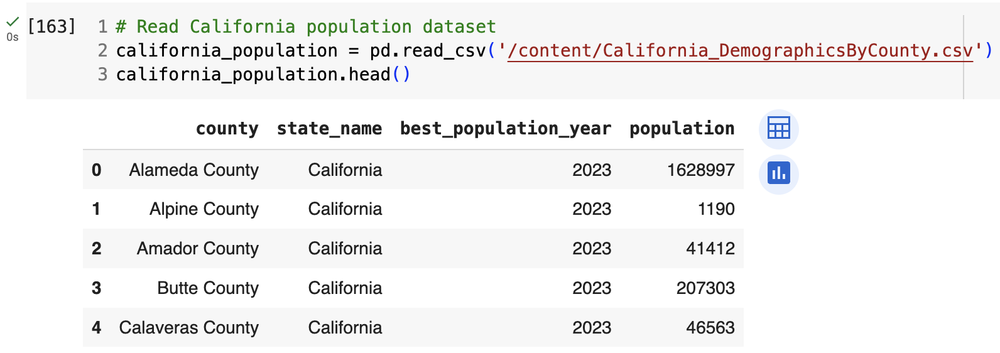 [163] 1 # Read California population dataset
0s
2 california_population = pd.read_csv('/content/California_DemographicsByCounty.csv')
3 california_population.head()
county state_name best_population_year population
0 Alameda County California 2023 1628997
1 Alpine County California 2023 1190
2 Amador County California 2023 41412
3 Butte County California 2023 207303
4 Calaveras County California 2023 46563